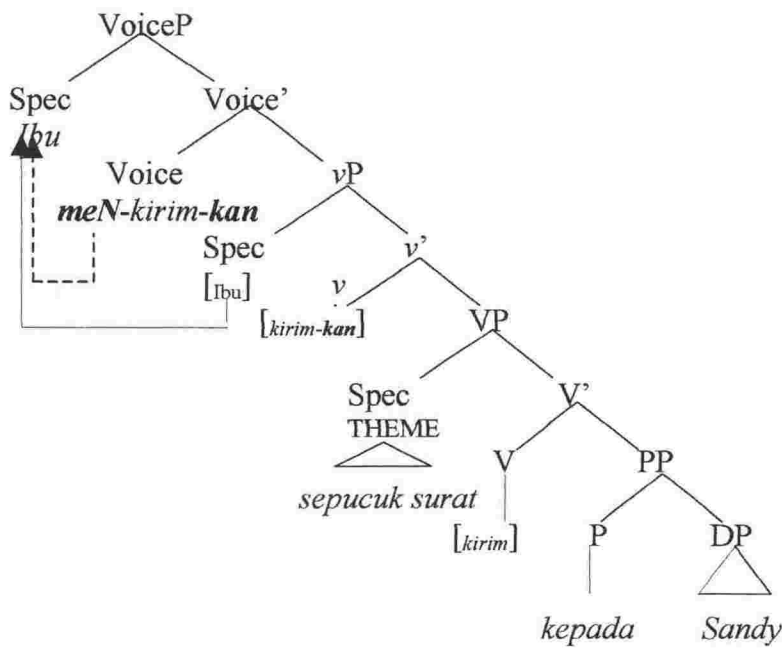 VoiceP
Spec Voice’
Ibu
Voice vP
meN-kirim-kan
Spec v’
[Ibu] v
[kirim-kan] VP
Spec V’
THEME
V PP
sepucuk surat
[kirim] P DP
kepada Sandy